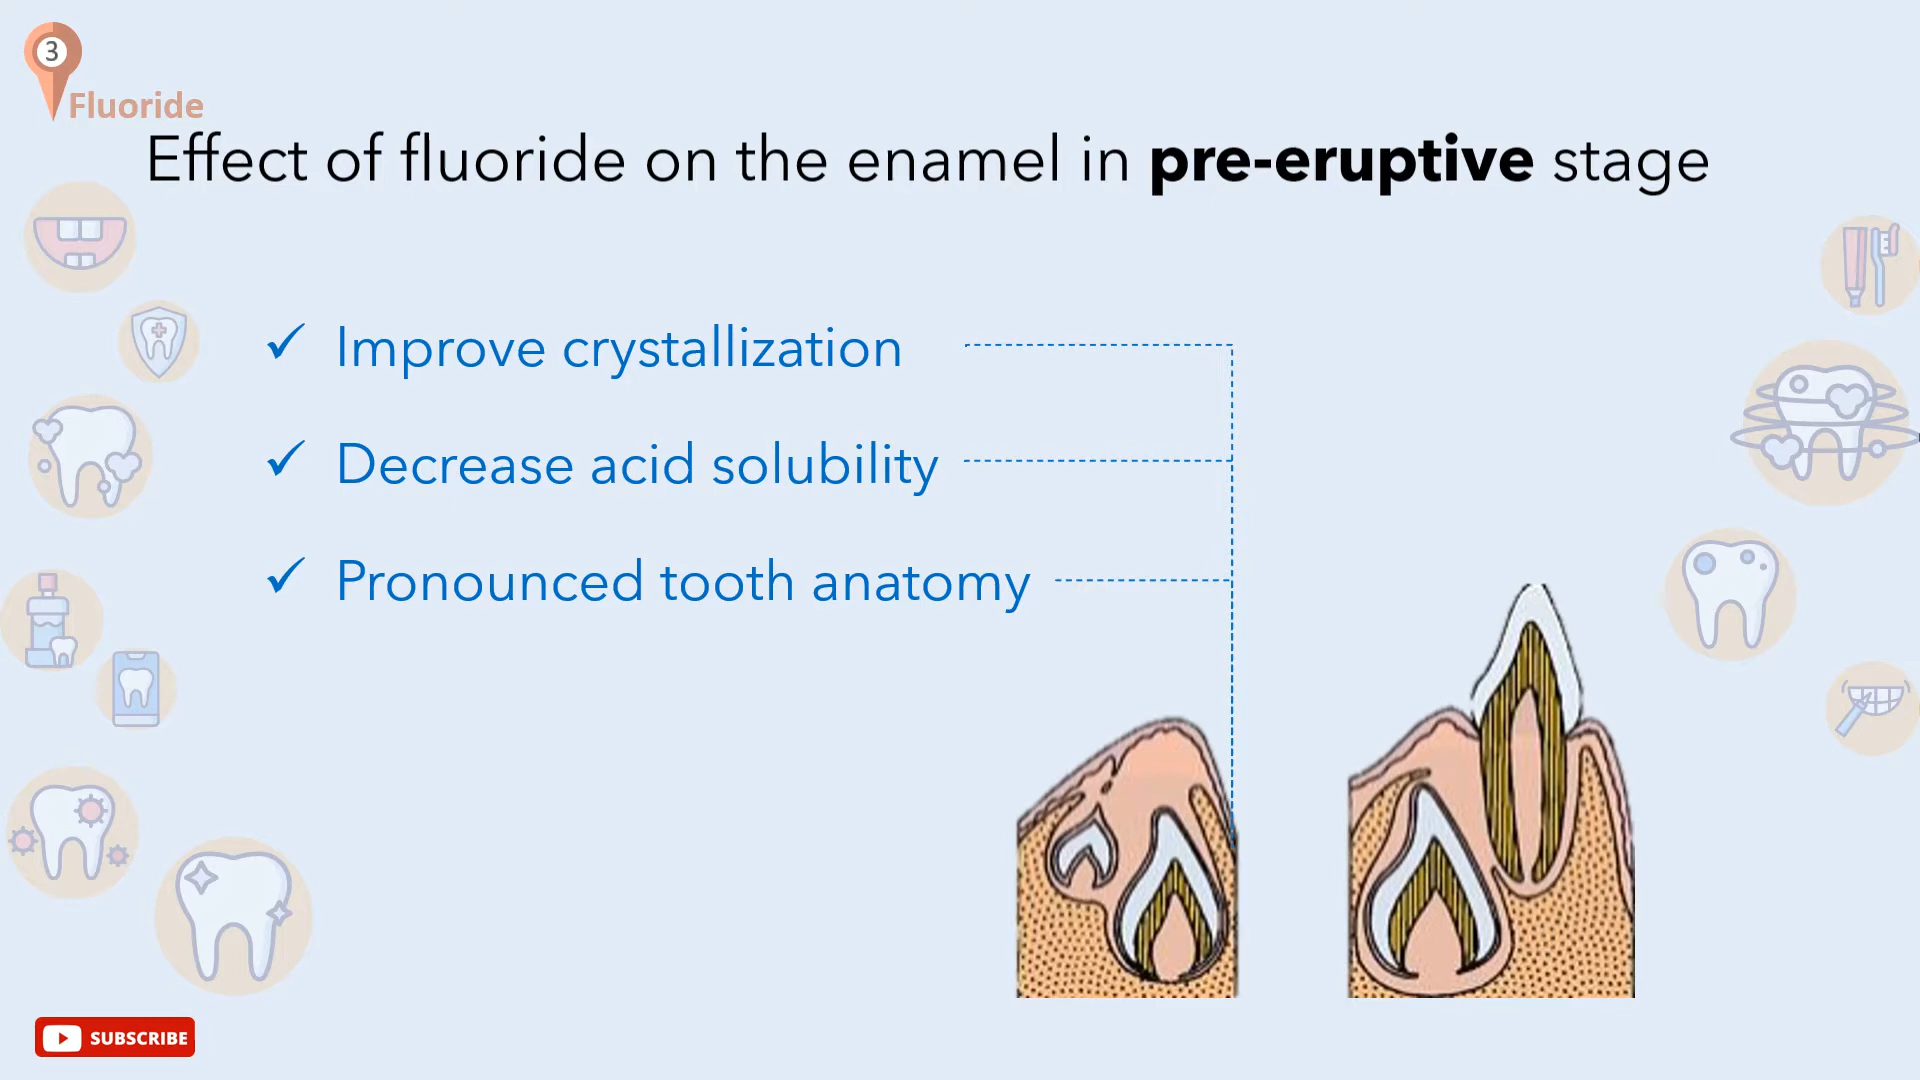 3
Fluoride
Effect of fluoride on the enamel in pre-eruptive stage
✓ Improve crystallization
✓ Decrease acid solubility
✓ Pronounced tooth anatomy
SUBSCRIBE